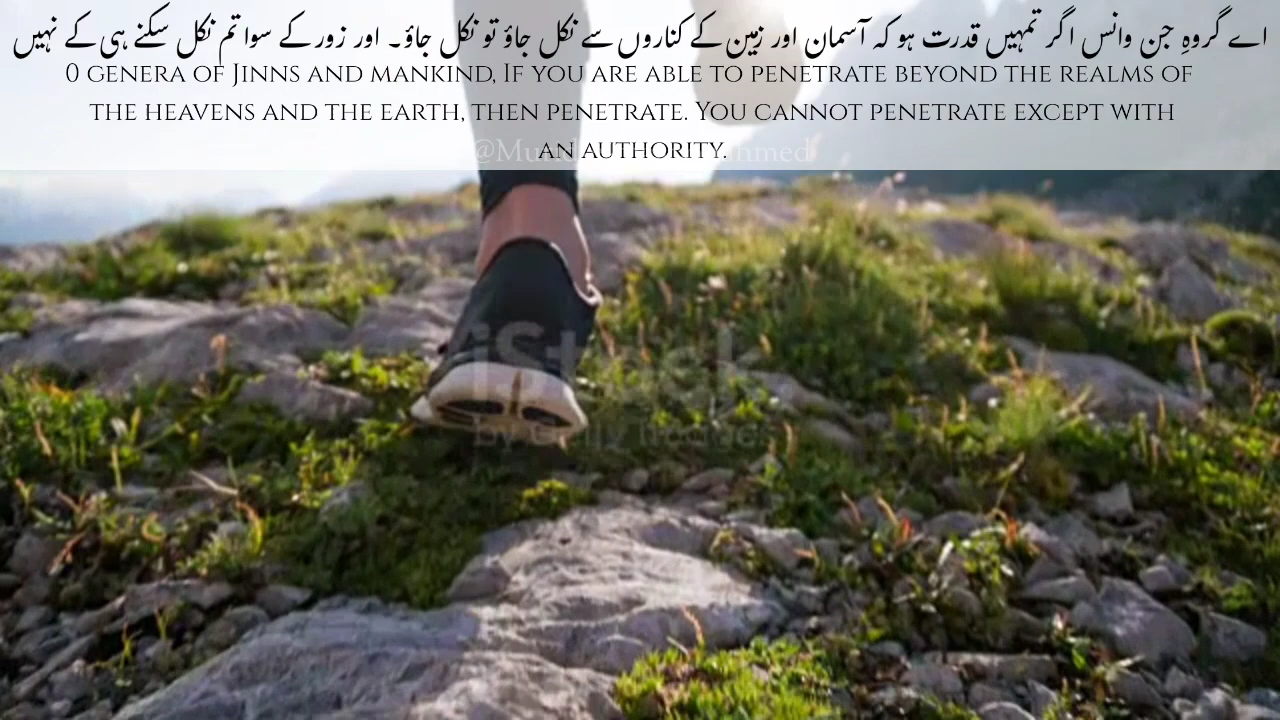 اے گروہِ جن وانس اگر تمہیں قدرت ہو کہ آسمان اور زمین کے کناروں سے نکل جاؤ تو نکل جاؤ۔ اور زور کے سوا تم نکل سکنے ہی کے نہیں
0 genera of Jinns and mankind, If you are able to penetrate beyond the realms of
the heavens and the earth, then penetrate. You cannot penetrate except with
an authority.
iStock